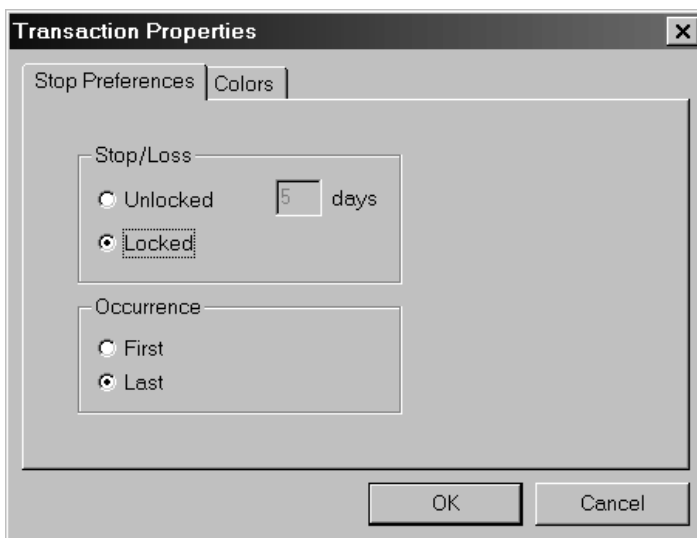 Transaction Properties
Stop Preferences Colors
Stop/Loss
Unlocked 5 days
Locked
Occurrence
First
Last
OK Cancel